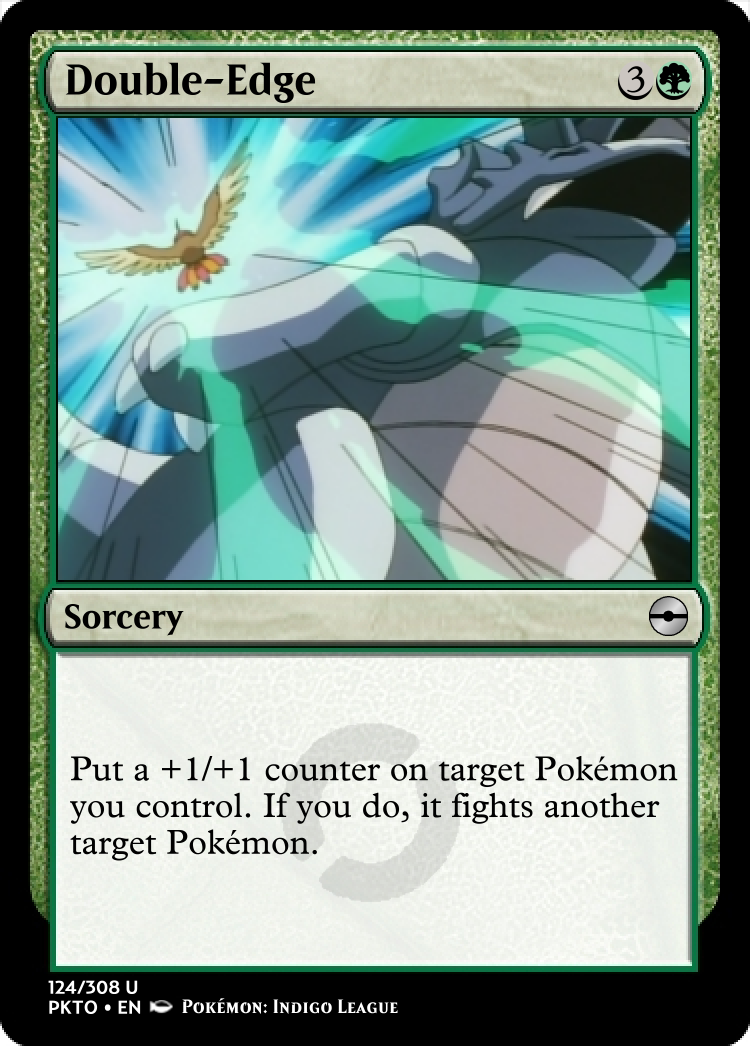 Double-Edge 3
Sorcery
Put a +1/+1 counter on target Pokémon
you control. If you do, it fights another
target Pokémon.
124/308 U
PKTO • EN Pokémon: Indigo League